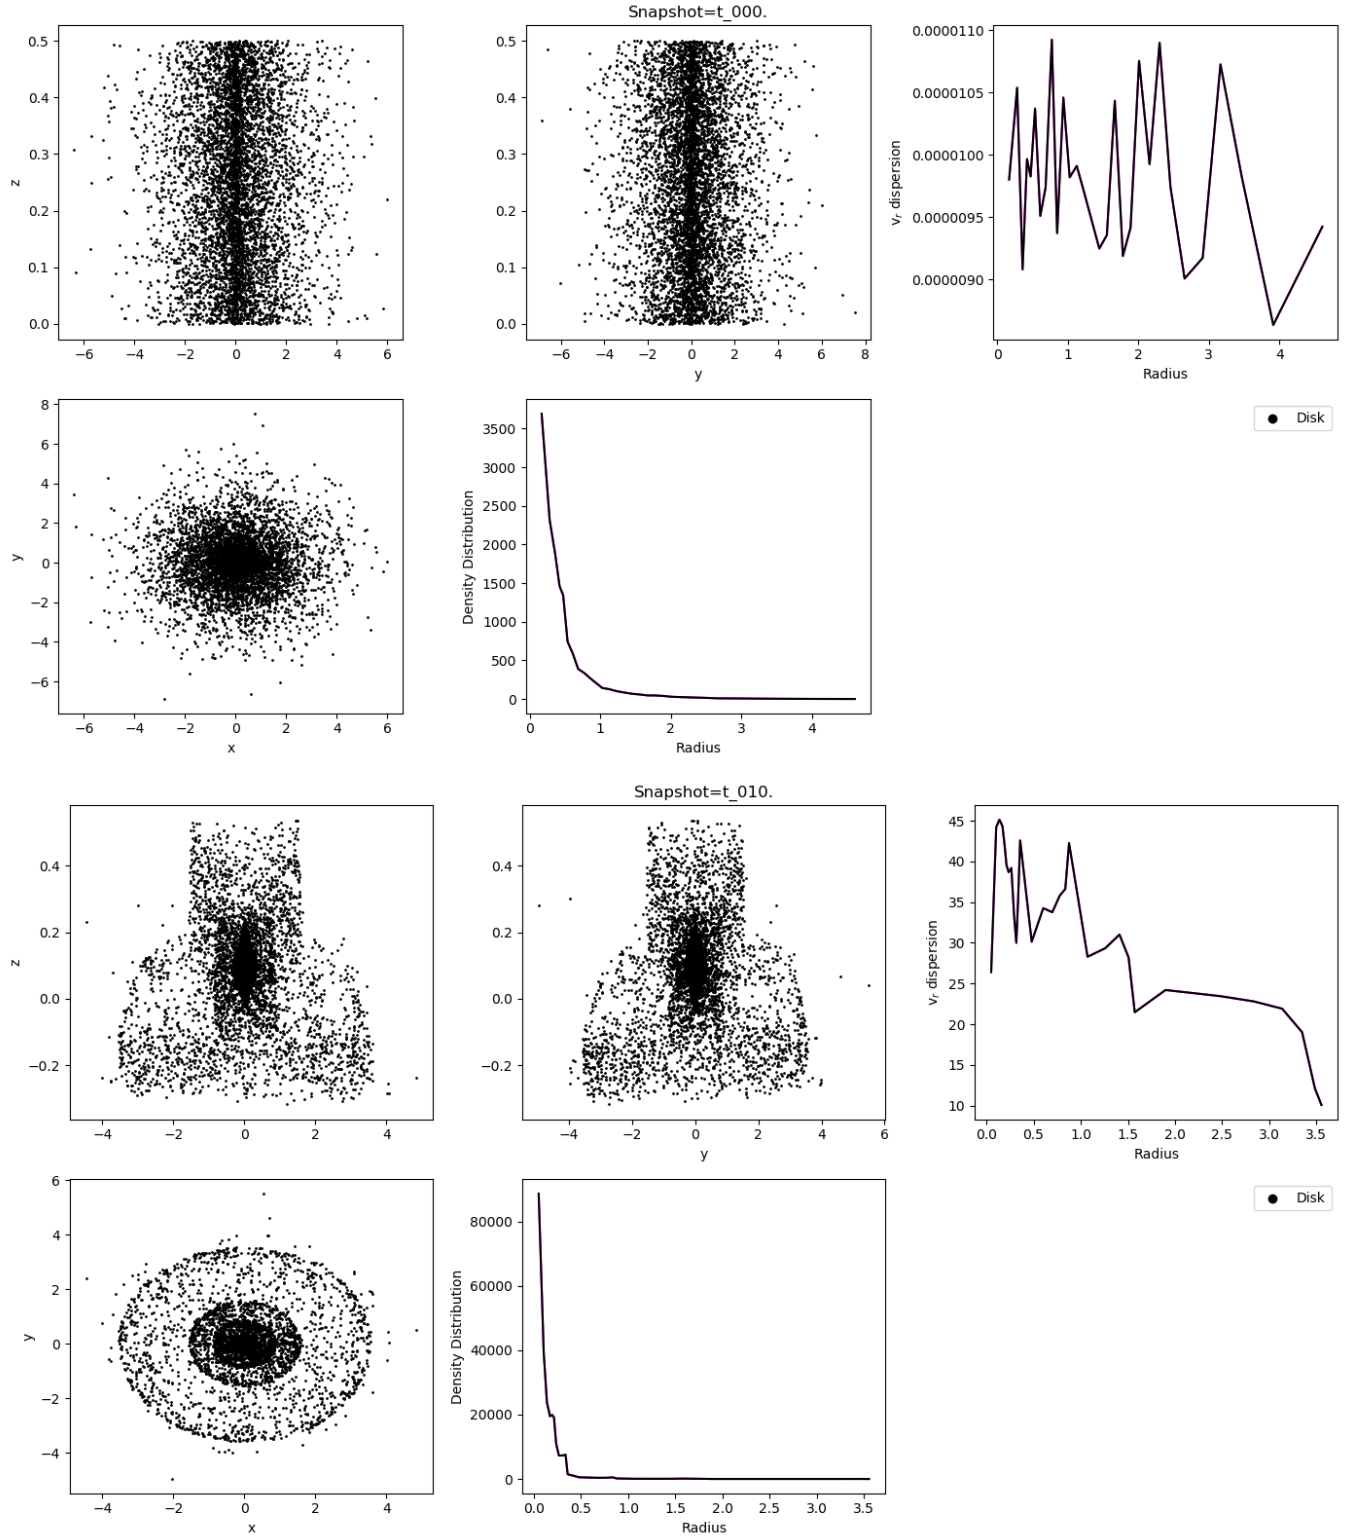 Snapshot=t_000.
0.5
0.4
0.3
0.2
0.1
0.0
z
−6 −4 −2 0 2 4 6
0.5
0.4
0.3
0.2
0.1
0.0
−6 −4 −2 0 2 4 6 8
y
0.0000110
0.0000105
0.0000100
0.0000095
0.0000090
vᵣ dispersion
0 1 2 3 4
Radius
8
6
4
2
0
−2
−4
−6
y
−6 −4 −2 0 2 4 6
x
3500
3000
2500
2000
1500
1000
500
0
Density Distribution
0 1 2 3 4
Radius
Disk
Snapshot=t_010.
0.4
0.2
0.0
−0.2
z
−4 −2 0 2 4
0.4
0.2
0.0
−0.2
−4 −2 0 2 4 6
y
45
40
35
30
25
20
15
10
vᵣ dispersion
0.0 0.5 1.0 1.5 2.0 2.5 3.0 3.5
Radius
6
4
2
0
−2
−4
y
−4 −2 0 2 4
x
80000
60000
40000
20000
0
Density Distribution
0.0 0.5 1.0 1.5 2.0 2.5 3.0 3.5
Radius
Disk